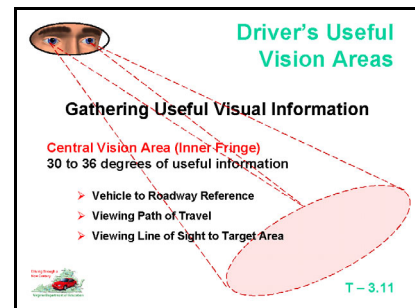 Driver's Useful
Vision Areas
Gathering Useful Visual Information
Central Vision Area (Inner Fringe)
30 to 36 degrees of useful information
Vehicle to Roadway Reference
Viewing Path of Travel
Viewing Line of Sight to Target Area
T – 3.11